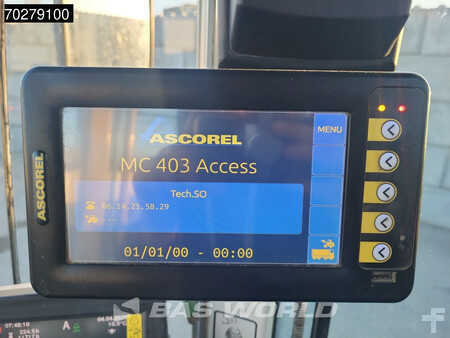 70279100
ASCOREL
ASCOREL
MENU
MC 403 Access
Tech.SO
06.14.21.58.29
---
01/01/00 - 00:00
BAS WORLD